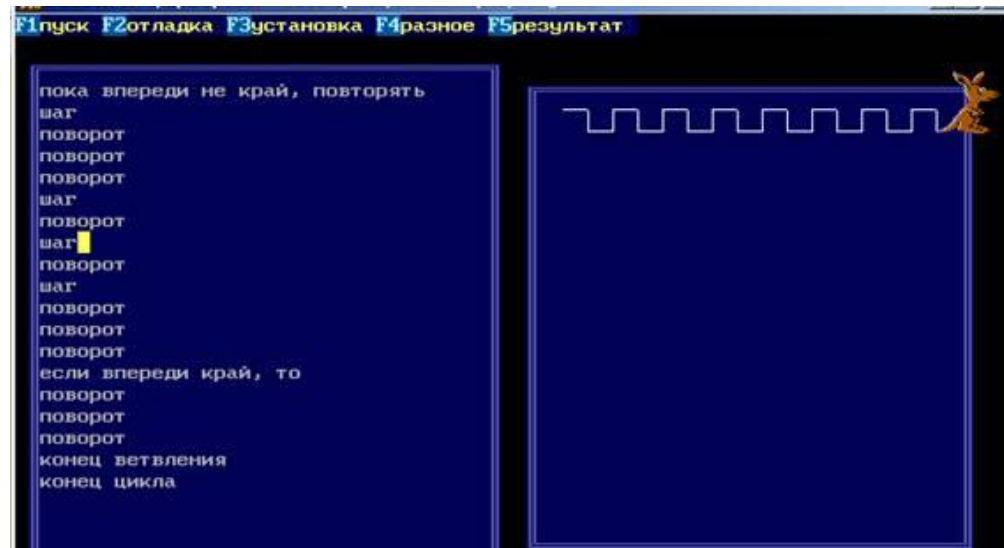 F1пуск F2отладка F3установка F4разное F5результат
пока впереди не край, повторять
шаг
поворот
поворот
поворот
шаг
поворот
шаг
поворот
шаг
поворот
поворот
поворот
если впереди край, то
поворот
поворот
поворот
конец ветвления
конец цикла